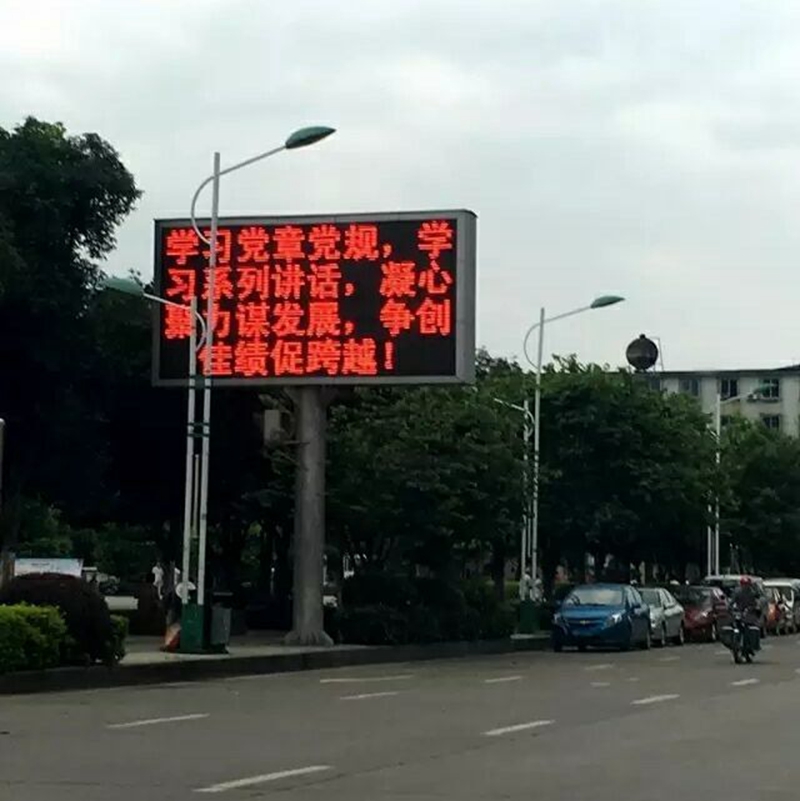 学习党章党规，学
习系列讲话，凝心
聚力谋发展，争创
佳绩促跨越！